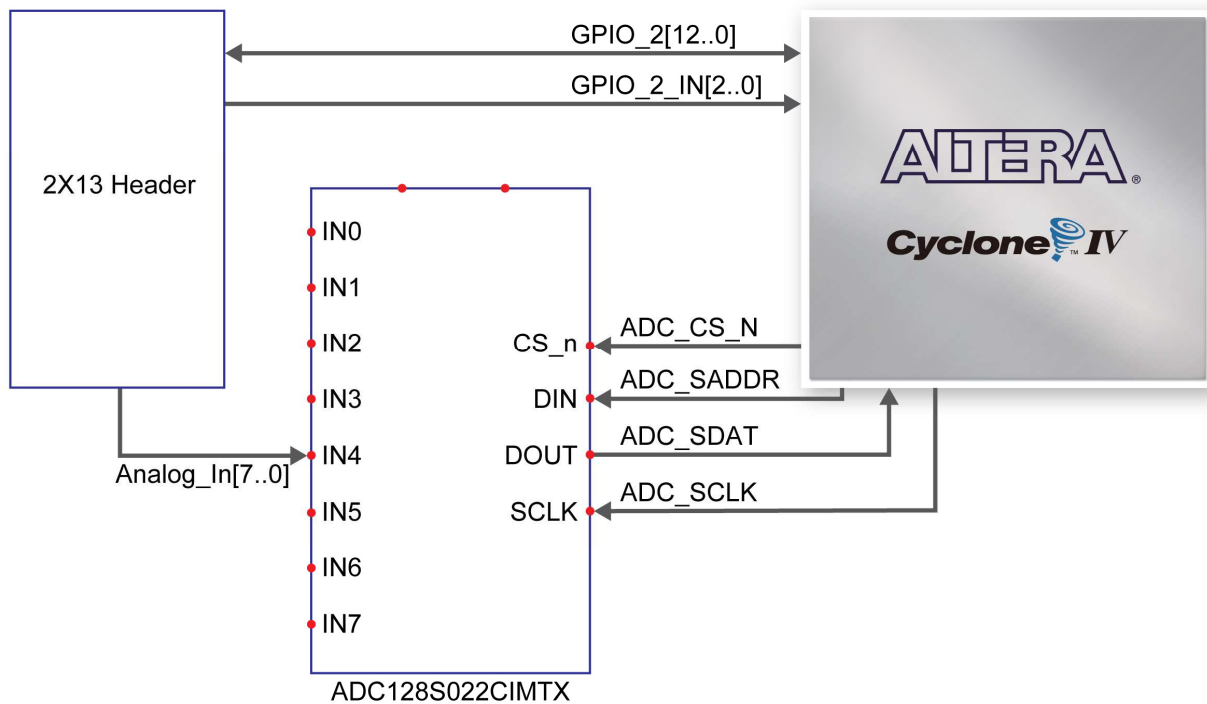 GPIO_2[12..0]
GPIO_2_IN[2..0]
2X13 Header
ALTERA®
Cyclone™ IV
IN0
IN1
IN2
IN3
IN4
IN5
IN6
IN7
Analog_In[7..0]
CS_n
DIN
DOUT
SCLK
ADC_CS_N
ADC_SADDR
ADC_SDAT
ADC_SCLK
ADC128S022CIMTX